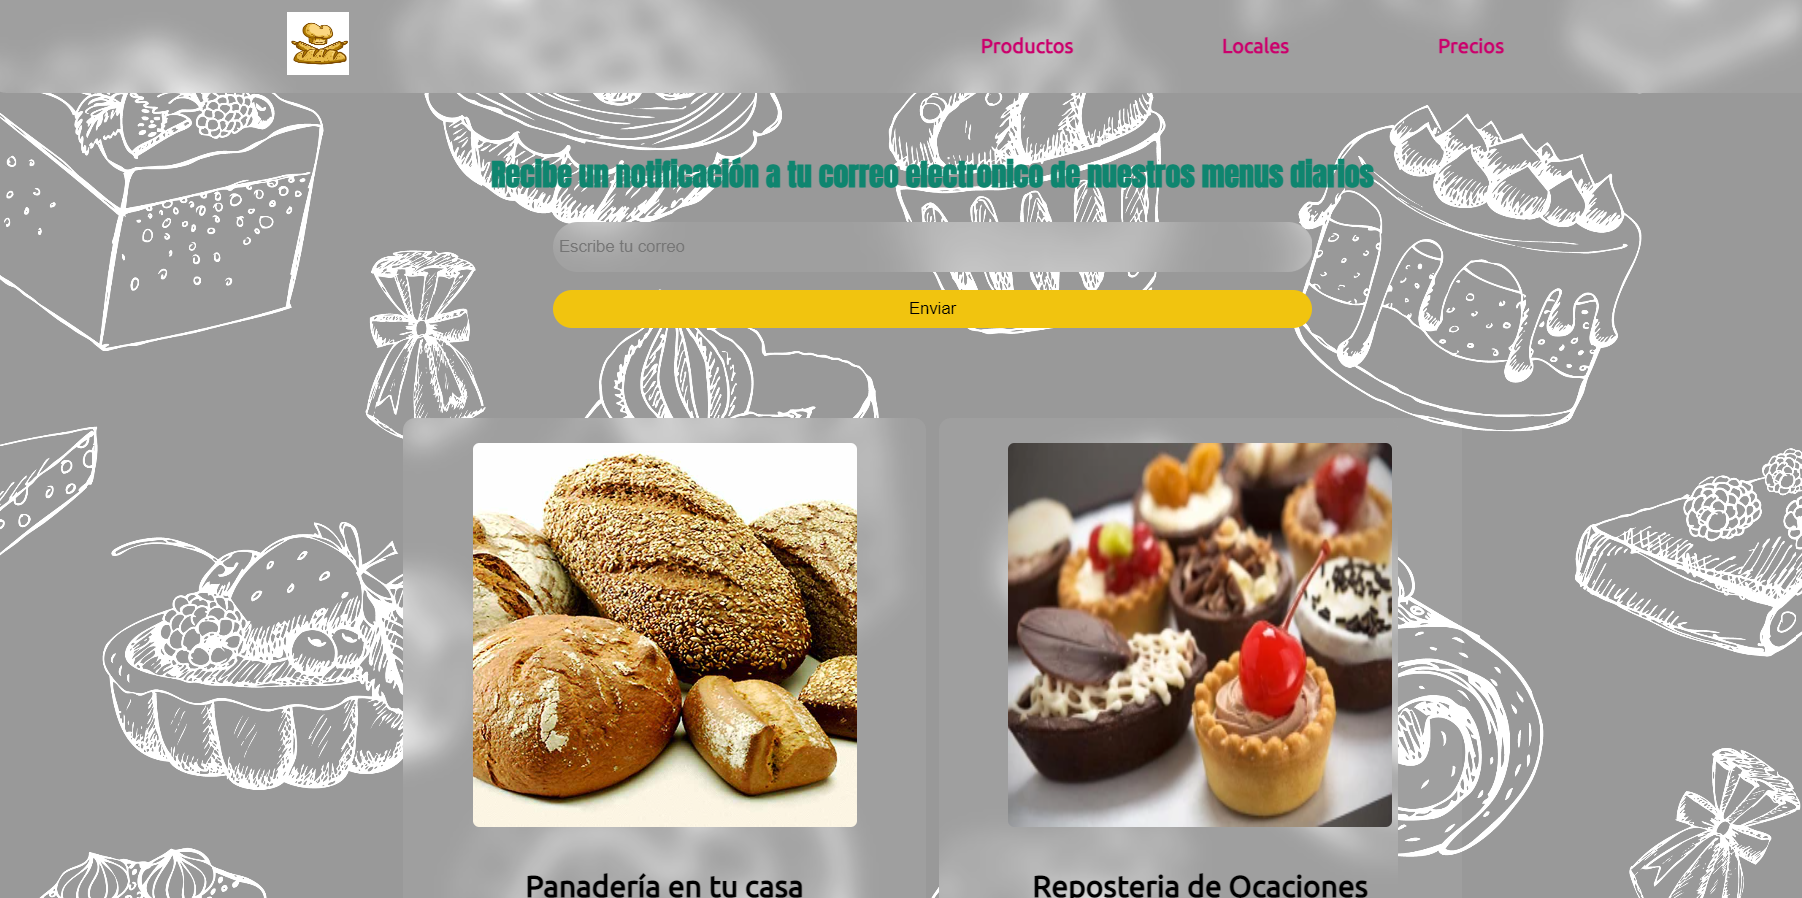 Productos
Locales
Precios
Recibe un notificación a tu correo electronico de nuestros menus diarios
Escribe tu correo
Enviar
Panadería en tu casa
Reposteria de Ocaciones